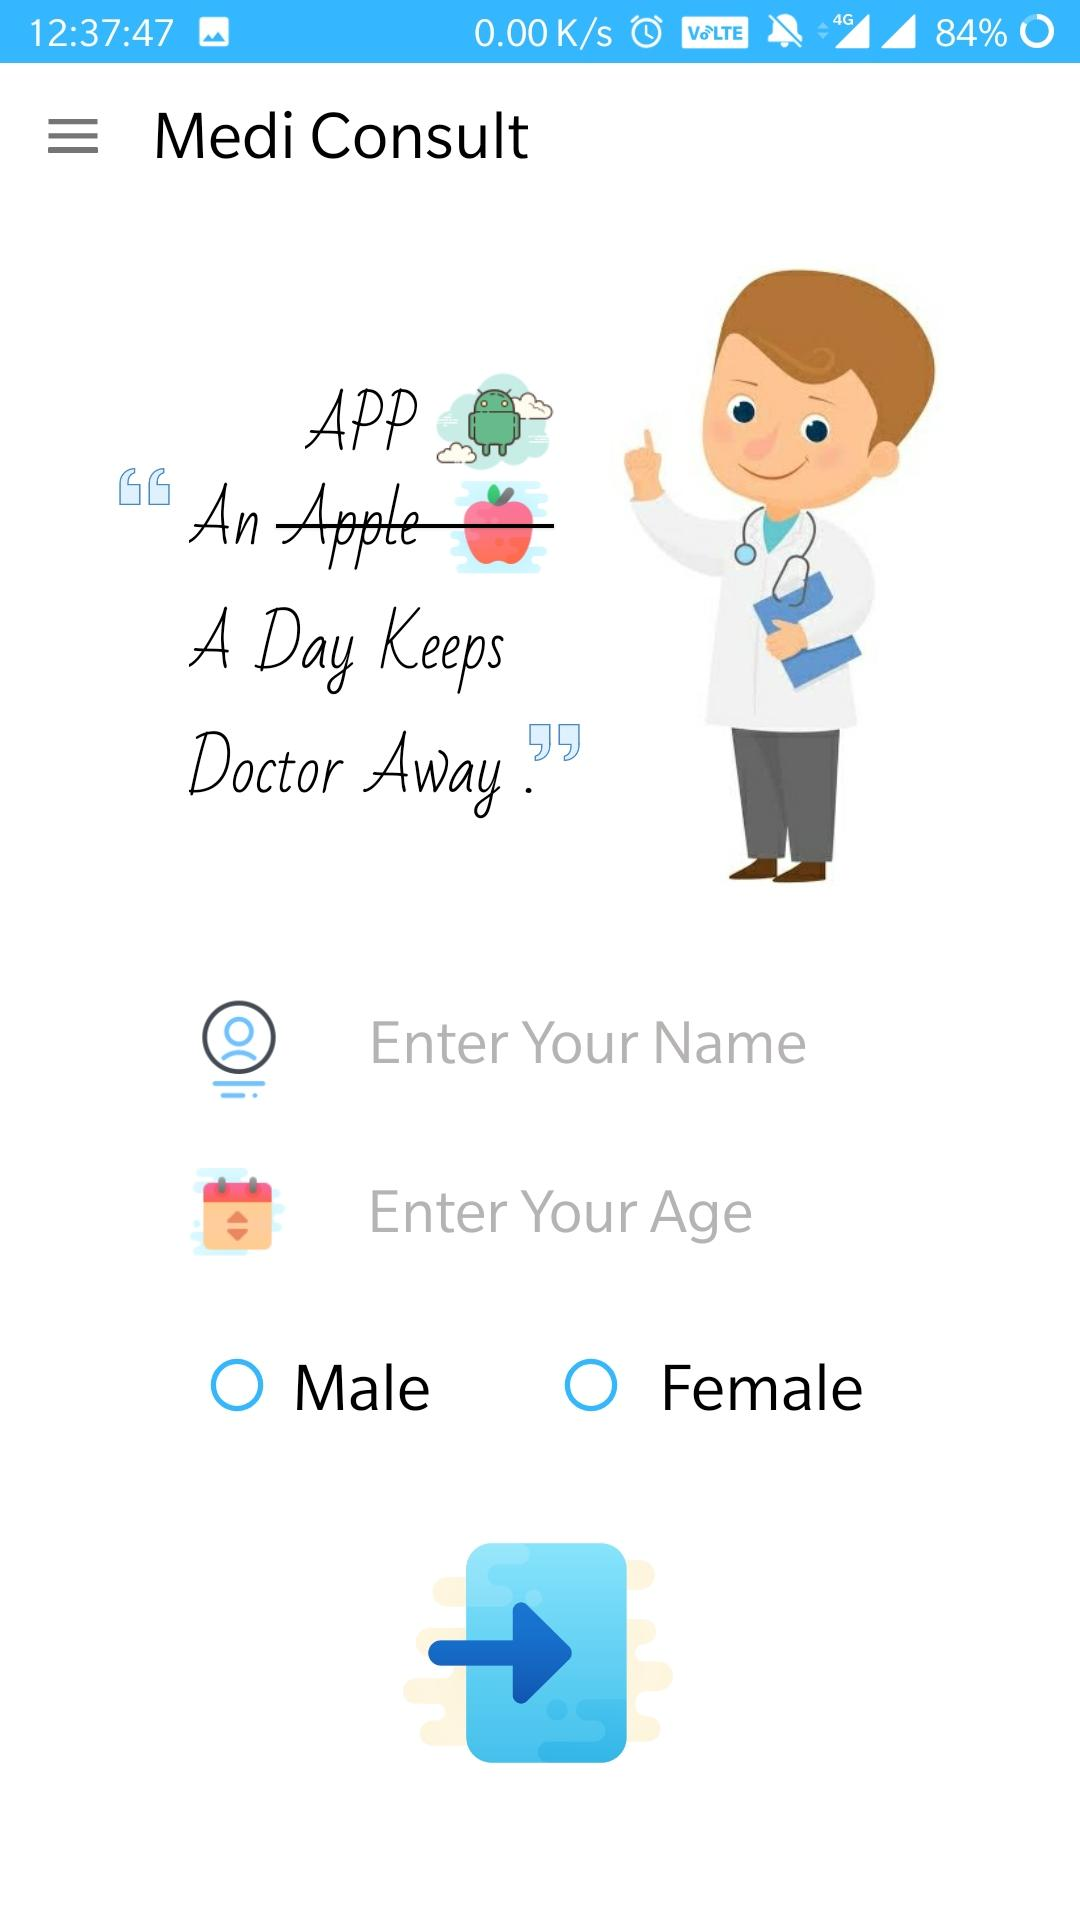 12:37:47 0.00 K/s VoLTE 4G 84%
Medi Consult
APP
“ An Apple
A Day Keeps
Doctor Away . ”
Enter Your Name
Enter Your Age
Male Female